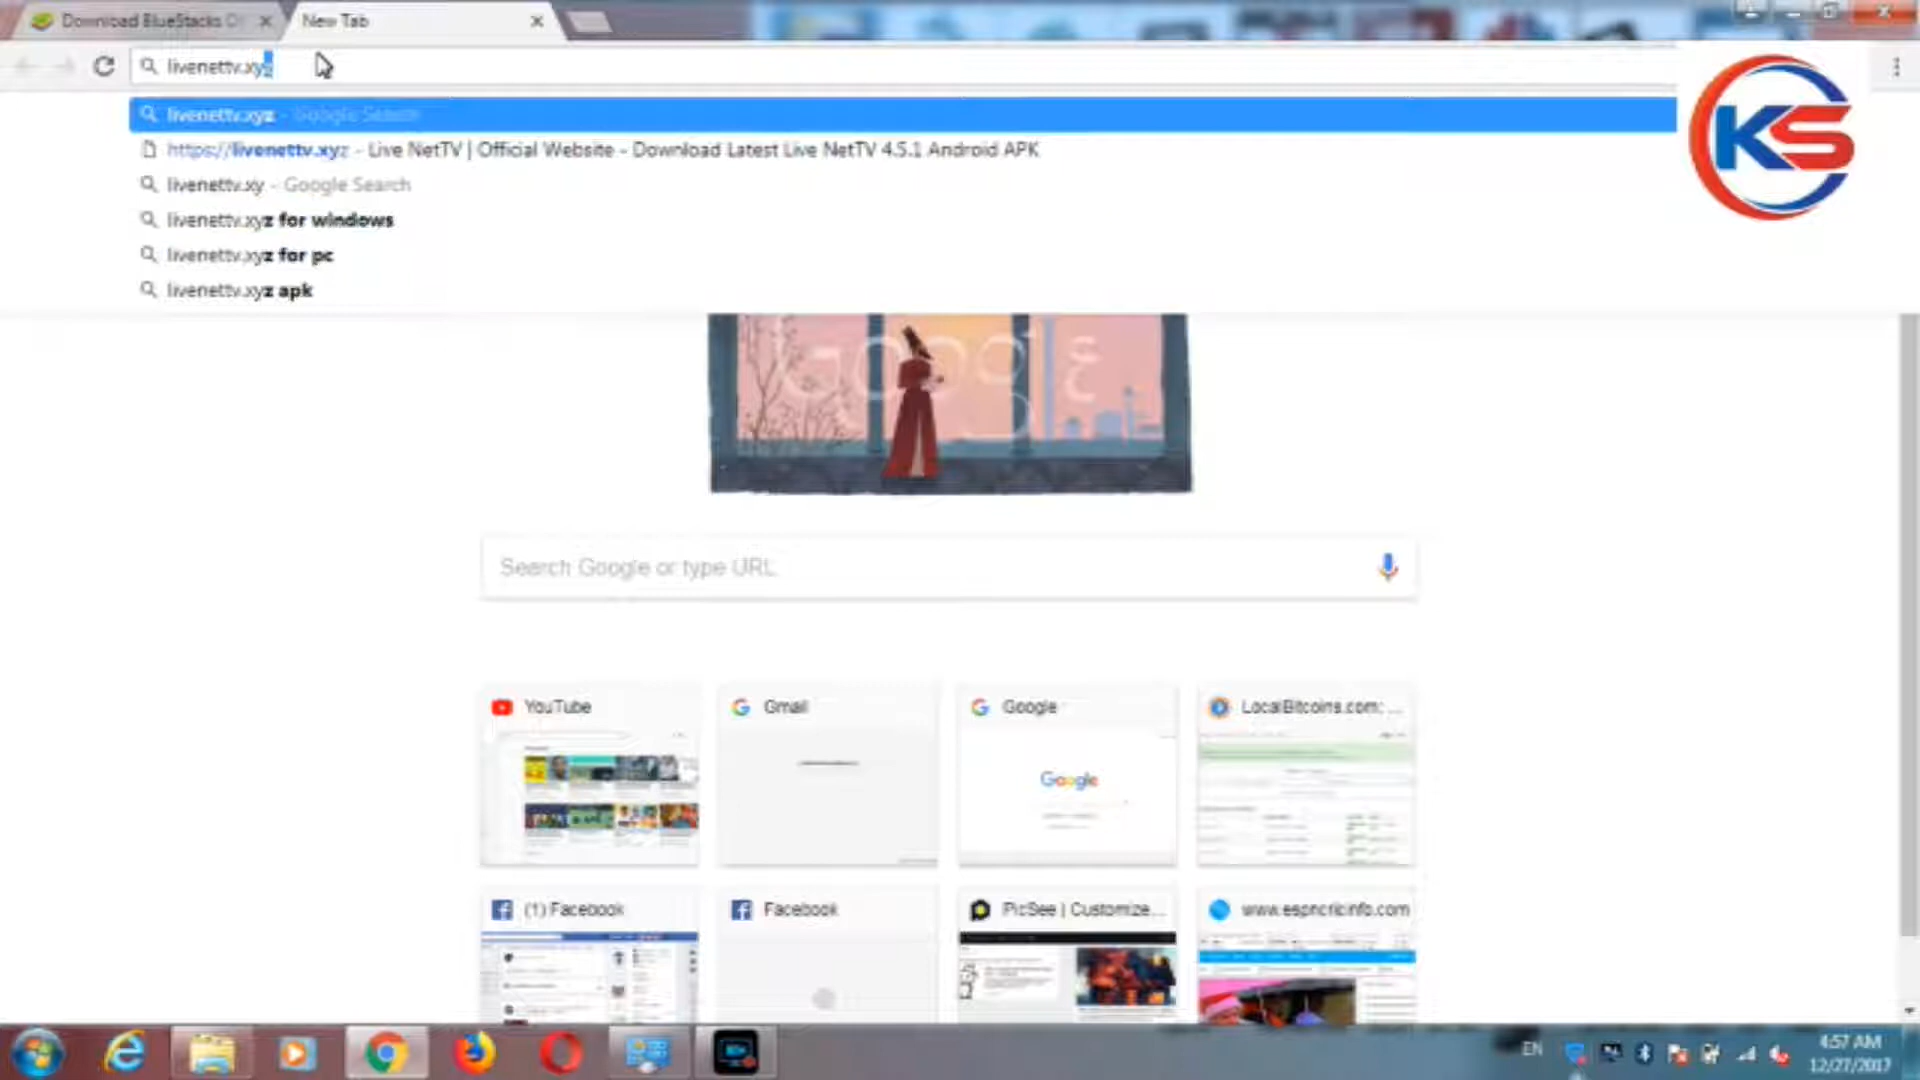 Download BlueStacks Of
New Tab
livenettv.xyz
livenettv.xyz - Google Search
https://livenettv.xyz - Live NetTV | Official Website - Download Latest Live NetTV 4.5.1 Android APK
livenettv.xy - Google Search
livenettv.xyz for windows
livenettv.xyz for pc
livenettv.xyz apk
KS
Search Google or type URL
YouTube
Gmail
Google
LocalBitcoins.com: ...
Google
(1) Facebook
Facebook
PicSee | Customize...
www.espncricinfo.com
EN
4:57 AM
12/27/2017